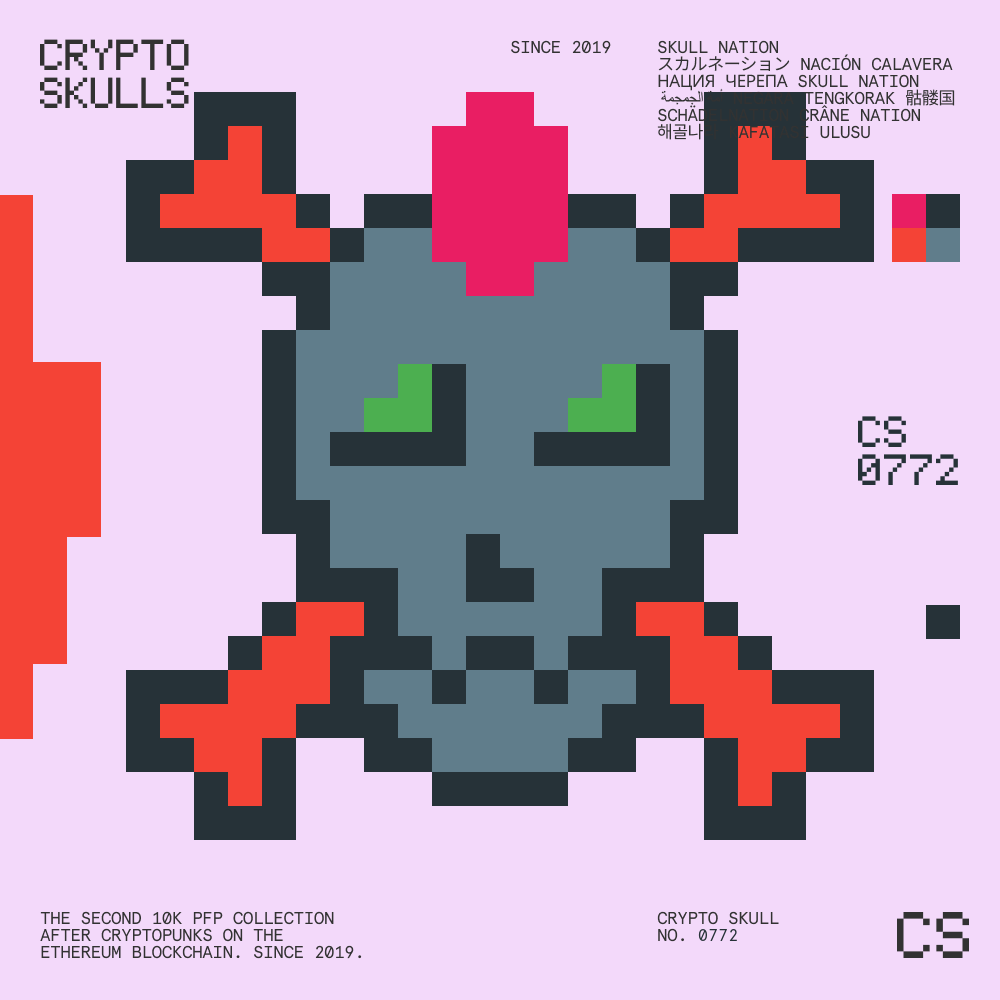 CRYPTO
SKULLS
SINCE 2019
SKULL NATION
スカルネーション NACIÓN CALAVERA
НАЦИЯ ЧЕРЕПА SKULL NATION
الجمجمة TENGKORAK 骷髅国
CRÂNE NATION
해골나 ULUSU
CS
0772
THE SECOND 10K PFP COLLECTION
AFTER CRYPTOPUNKS ON THE
ETHEREUM BLOCKCHAIN. SINCE 2019.
CRYPTO SKULL
NO. 0772
CS